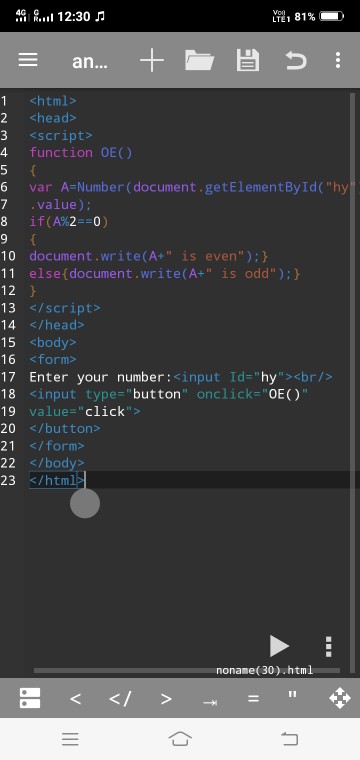 4G G 12:30 Vo)) LTE1 81%
an...
1 <html>
2 <head>
3 <script>
4 function OE()
5 {
6 var A=Number(document.getElementById("hy"
7 .value);
8 if(A%2==0)
9 {
10 document.write(A+" is even");}
11 else{document.write(A+" is odd");}
12 }
13 </script>
14 </head>
15 <body>
16 <form>
17 Enter your number:<input Id="hy"><br/>
18 <input type="button" onclick="OE()"
19 value="click">
20 </button>
21 </form>
22 </body>
23 </html>
noname(30).html
< </ > = "